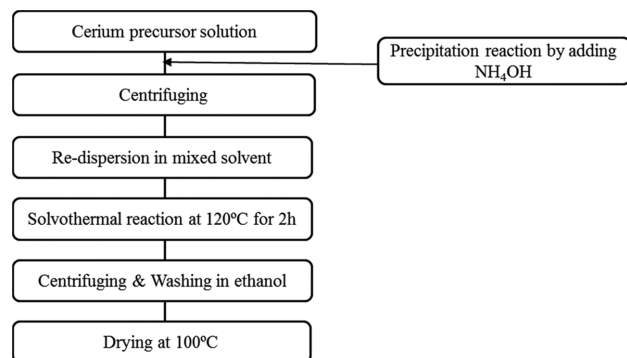 Cerium precursor solution
Precipitation reaction by adding
NH₄OH
Centrifuging
Re-dispersion in mixed solvent
Solvothermal reaction at 120ºC for 2h
Centrifuging & Washing in ethanol
Drying at 100ºC